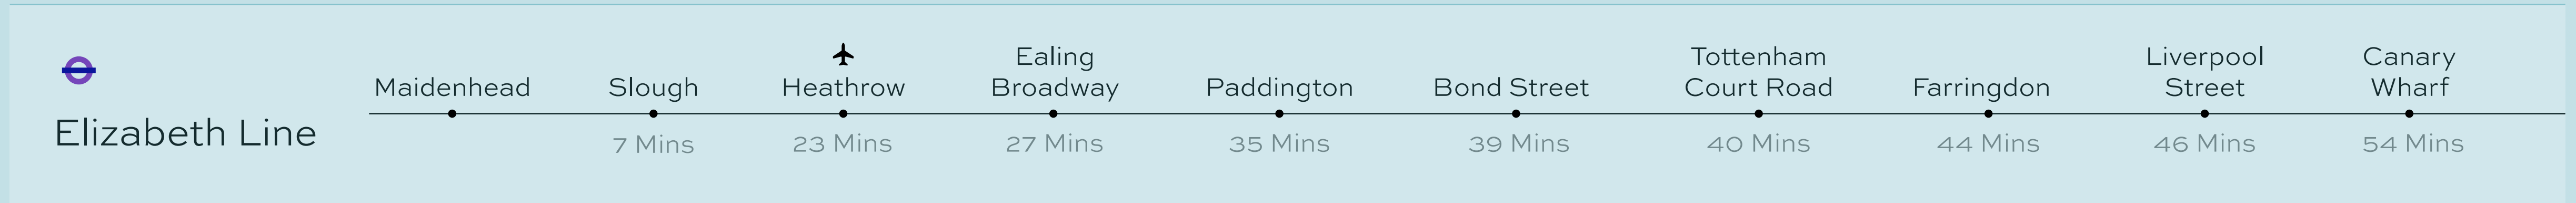 Elizabeth Line
Maidenhead
Slough
7 Mins
Heathrow
23 Mins
Ealing
Broadway
27 Mins
Paddington
35 Mins
Bond Street
39 Mins
Tottenham
Court Road
40 Mins
Farringdon
44 Mins
Liverpool
Street
46 Mins
Canary
Wharf
54 Mins